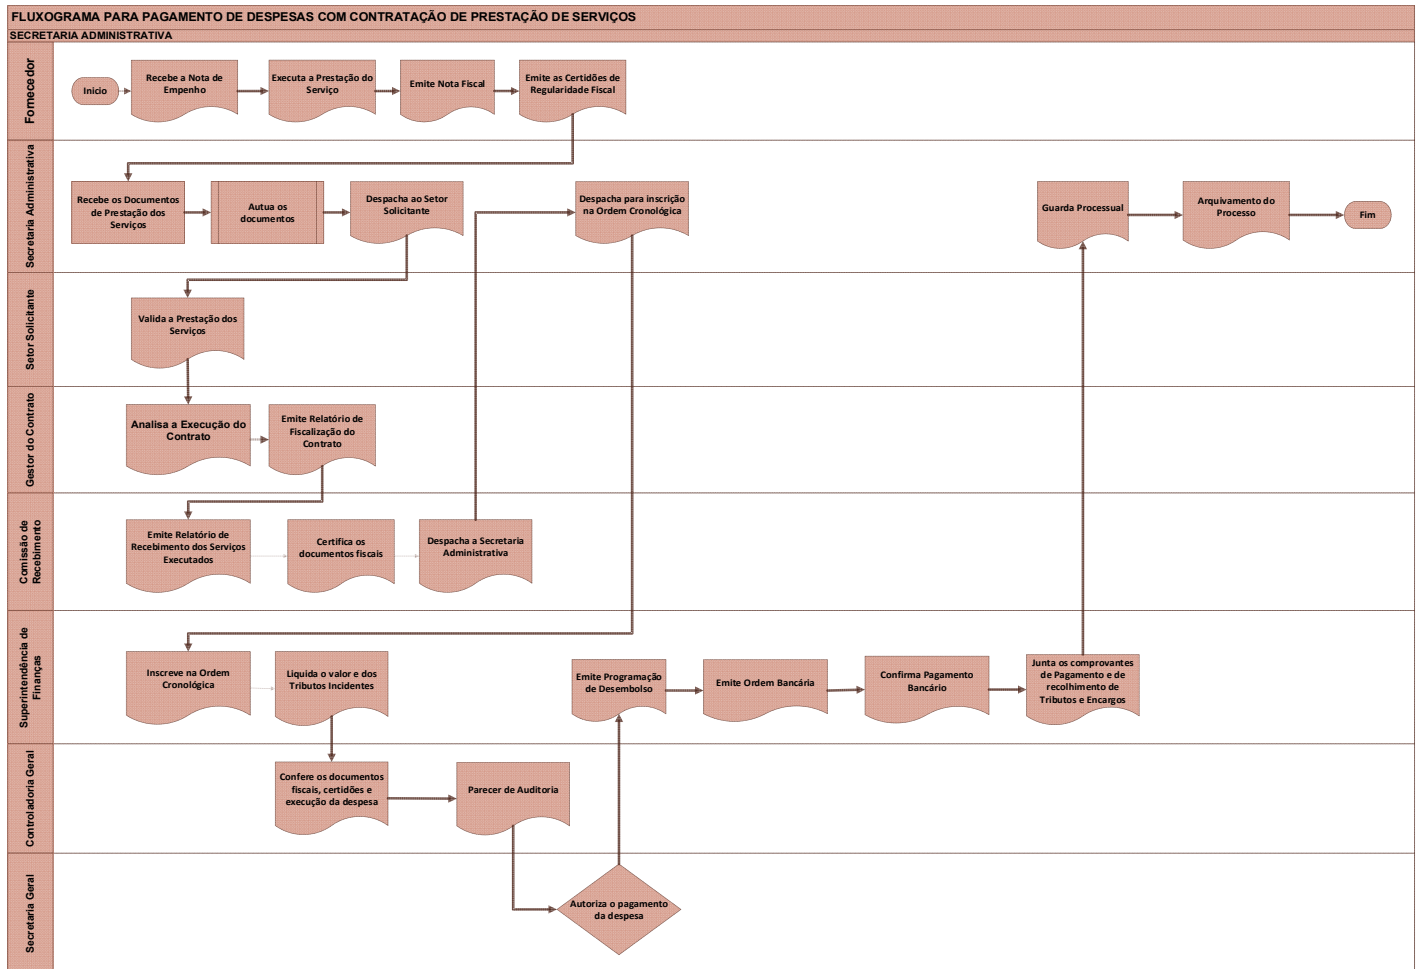 FLUXOGRAMA PARA PAGAMENTO DE DESPESAS COM CONTRATAÇÃO DE PRESTAÇÃO DE SERVIÇOS
SECRETARIA ADMINISTRATIVA
Fornecedor
Inicio
Recebe a Nota de
Empenho
Executa a Prestação do
Serviço
Emite Nota Fiscal
Emite as Certidões de
Regularidade Fiscal
Secretaria Administrativa
Recebe os Documentos
de Prestação dos
Serviços
Autua os
documentos
Despacha ao Setor
Solicitante
Despacha para inscrição
na Ordem Cronológica
Guarda Processual
Arquivamento do
Processo
Fim
Setor Solicitante
Valida a Prestação dos
Serviços
Gestor do Contrato
Analisa a Execução do
Contrato
Emite Relatório de
Fiscalização do
Contrato
Comissão de
Recebimento
Emite Relatório de
Recebimento dos Serviços
Executados
Certifica os
documentos fiscais
Despacha a Secretaria
Administrativa
Superintendência de
Finanças
Inscreve na Ordem
Cronológica
Liquida o valor e dos
Tributos Incidentes
Emite Programação
de Desembolso
Emite Ordem Bancária
Confirma Pagamento
Bancário
Junta os comprovantes
de Pagamento e de
recolhimento de
Tributos e Encargos
Controladoria Geral
Confere os documentos
fiscais, certidões e
execução da despesa
Parecer de Auditoria
Secretaria Geral
Autoriza o pagamento
da despesa